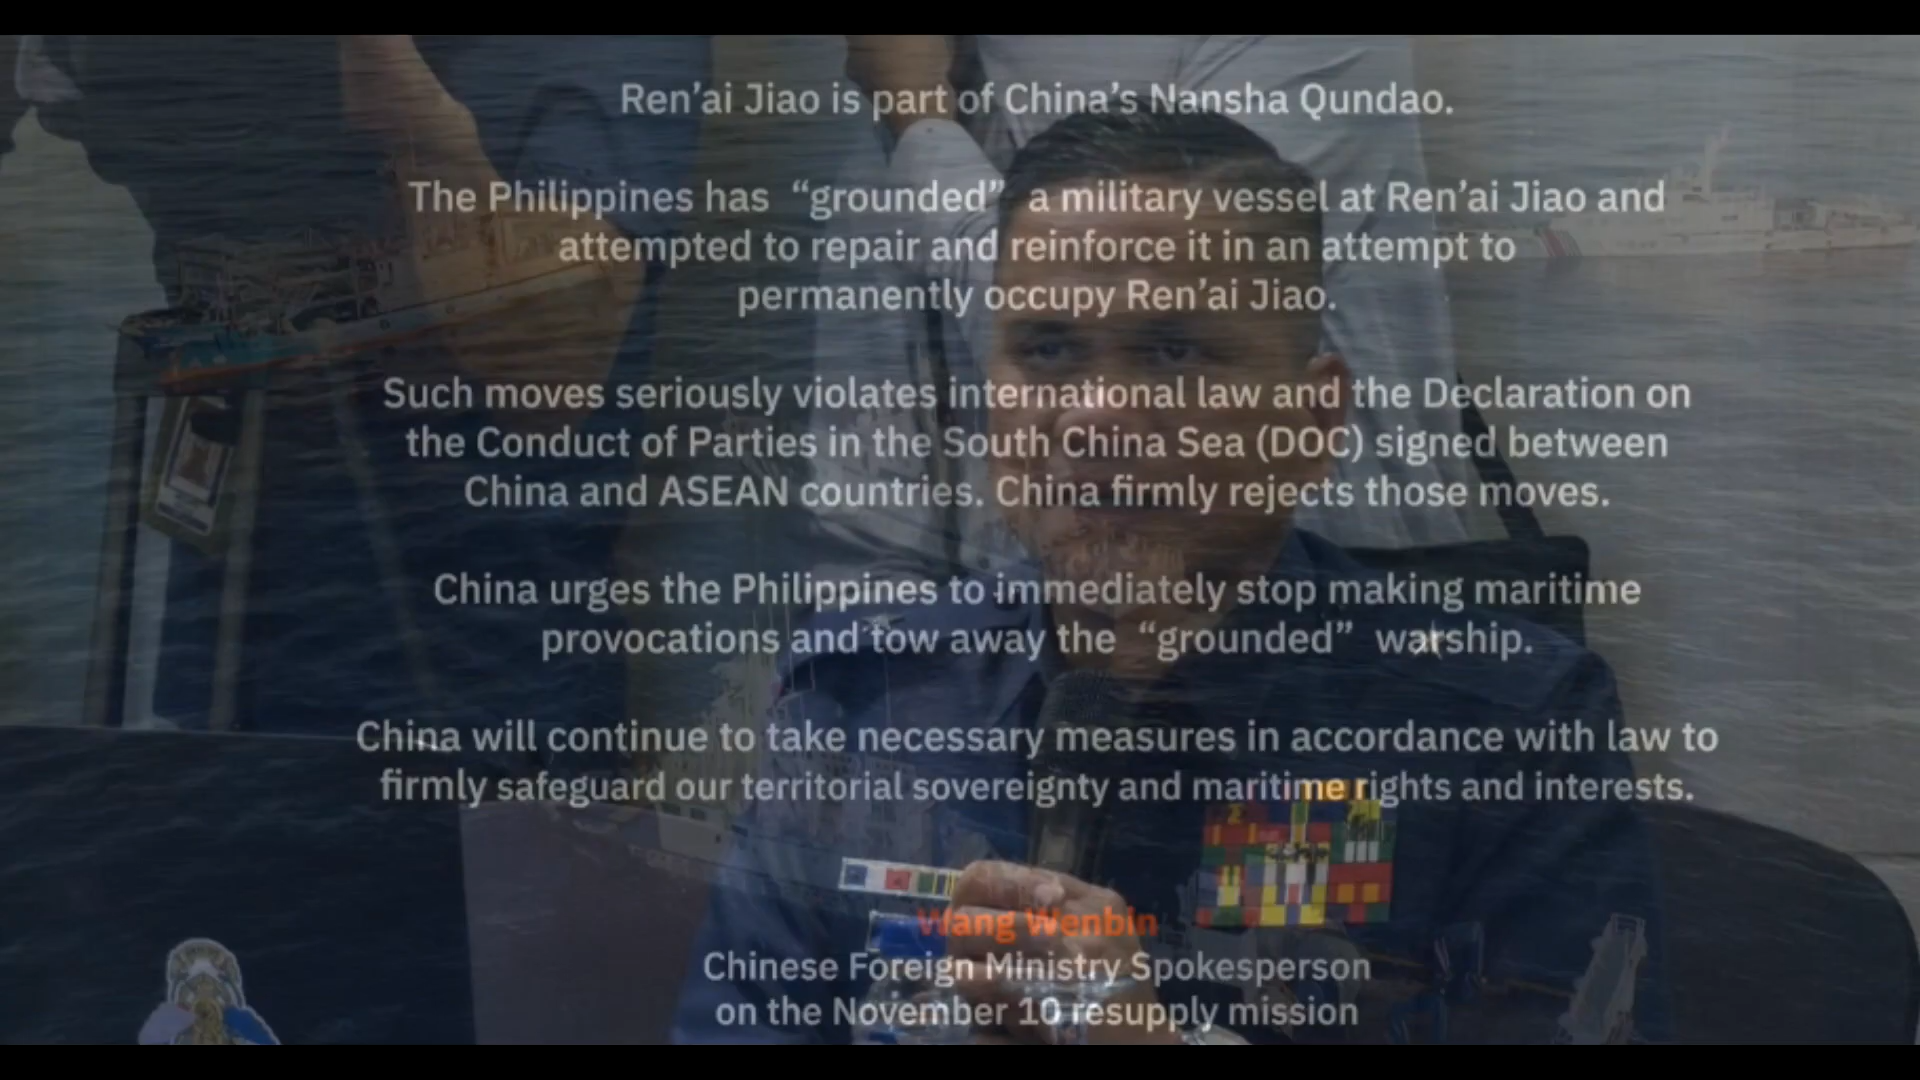 Ren’ai Jiao is part of China’s Nansha Qundao.
The Philippines has “grounded” a military vessel at Ren’ai Jiao and
attempted to repair and reinforce it in an attempt to
permanently occupy Ren’ai Jiao.
Such moves seriously violates international law and the Declaration on
the Conduct of Parties in the South China Sea (DOC) signed between
China and ASEAN countries. China firmly rejects those moves.
China urges the Philippines to immediately stop making maritime
provocations and tow away the “grounded” warship.
China will continue to take necessary measures in accordance with law to
firmly safeguard our territorial sovereignty and maritime rights and interests.
Wang Wenbin
Chinese Foreign Ministry Spokesperson
on the November 10 resupply mission